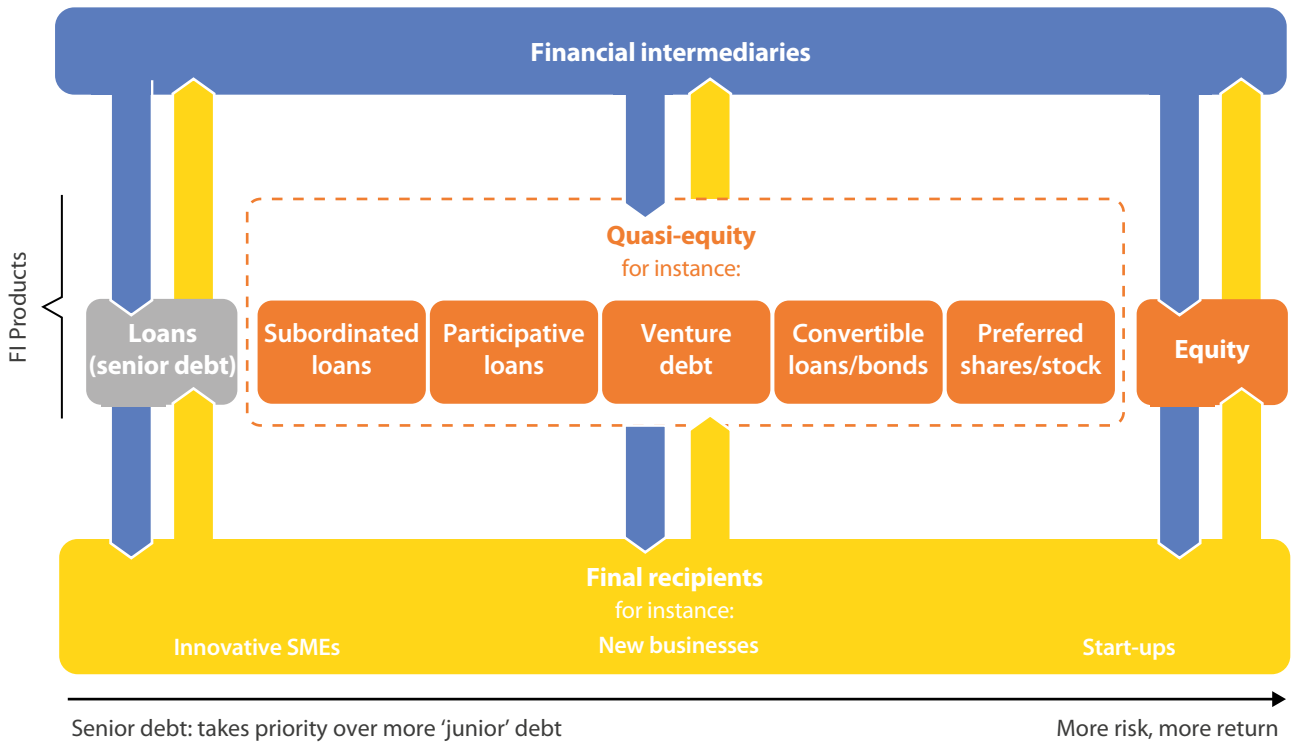 Financial intermediaries
FI Products
Quasi-equity
for instance:
Loans
(senior debt)
Subordinated
loans
Participative
loans
Venture
debt
Convertible
loans/bonds
Preferred
shares/stock
Equity
Final recipients
for instance:
Innovative SMEs
New businesses
Start-ups
Senior debt: takes priority over more ‘junior’ debt
More risk, more return